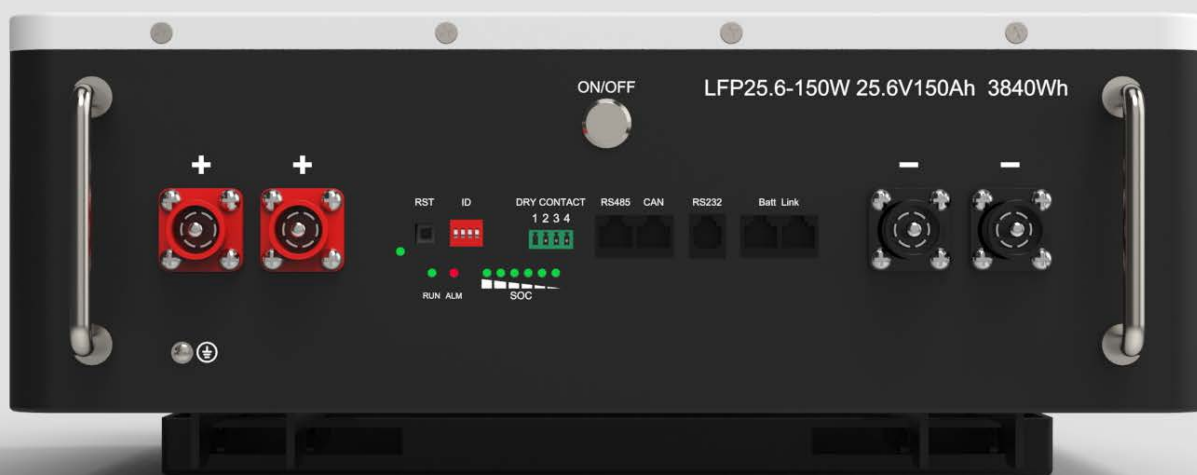 ON/OFF
LFP25.6-150W 25.6V150Ah 3840Wh
+ +
- -
RST ID DRY CONTACT RS485 CAN RS232 Batt Link
1 2 3 4
RUN ALM SOC